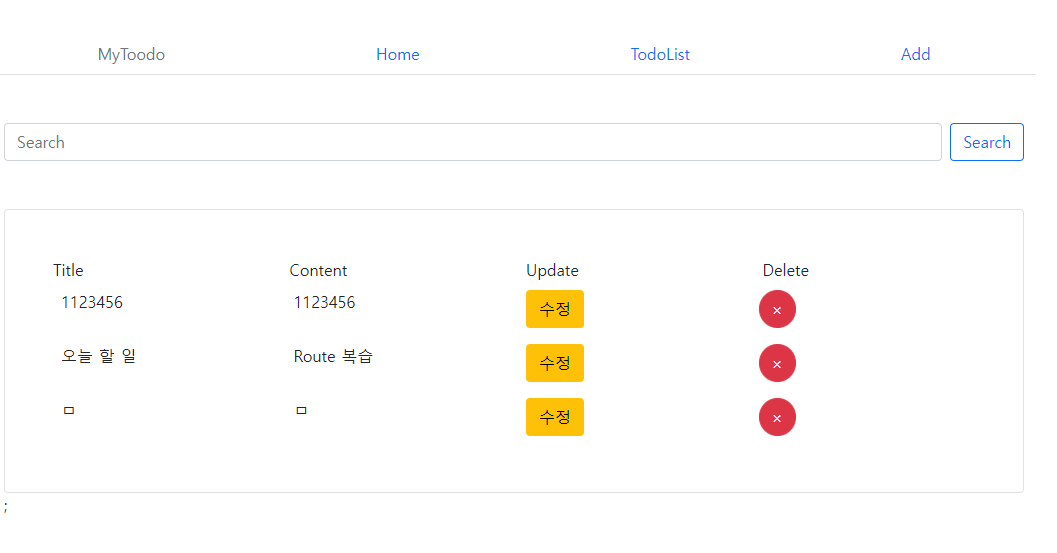 MyToodo Home TodoList Add
Search Search
Title Content Update Delete
1123456 1123456 수정 ×
오늘 할 일 Route 복습 수정 ×
ㅁ ㅁ 수정 ×
;